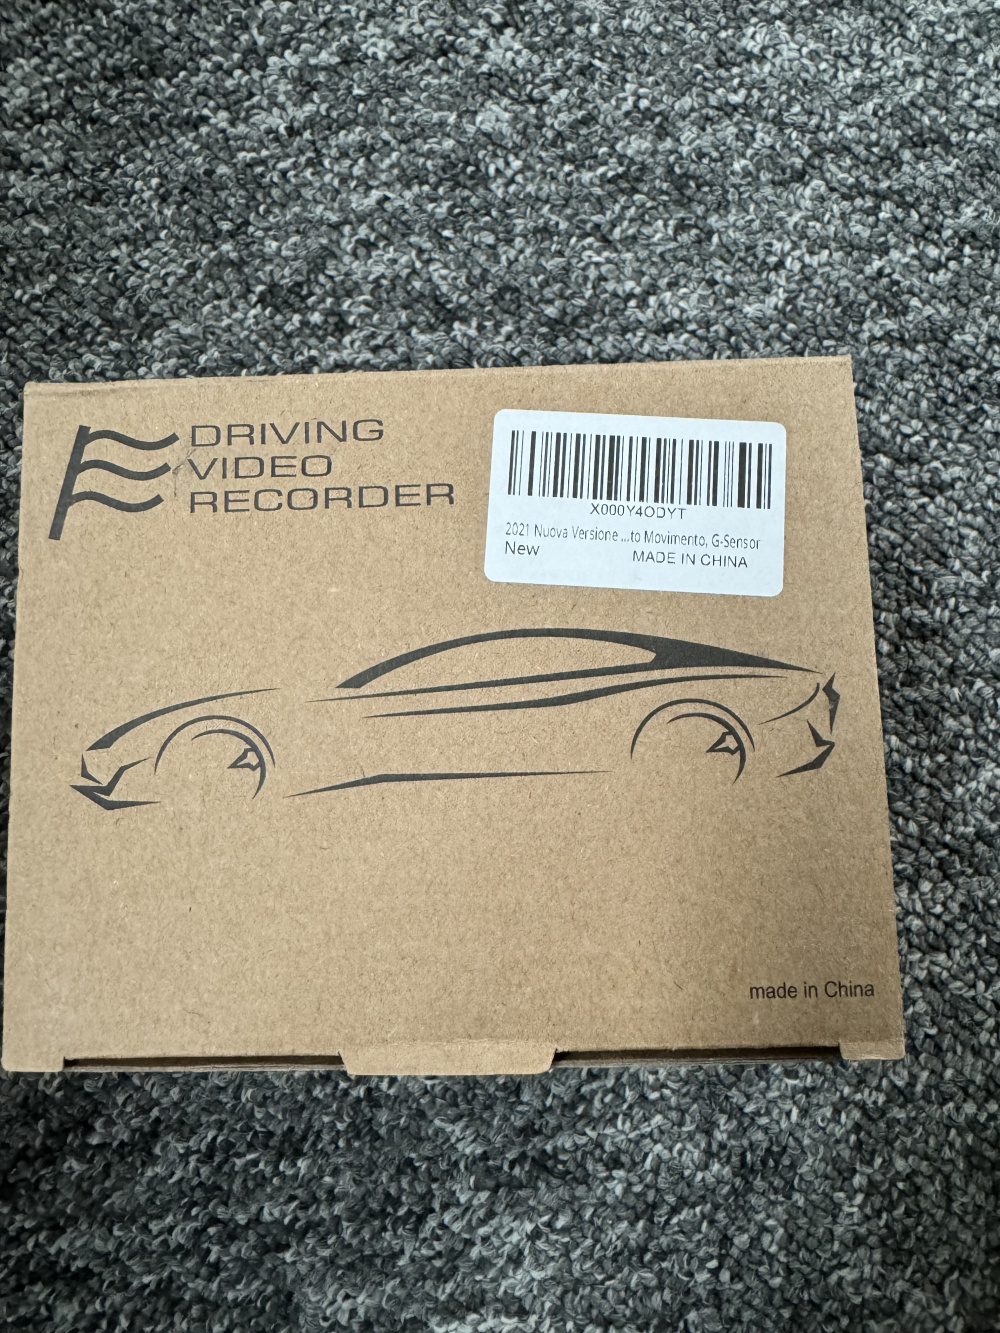 DRIVING
VIDEO
RECORDER
X000Y4ODYT
2021 Nuova Versione ...to Movimento, G-Sensor
New MADE IN CHINA
made in China